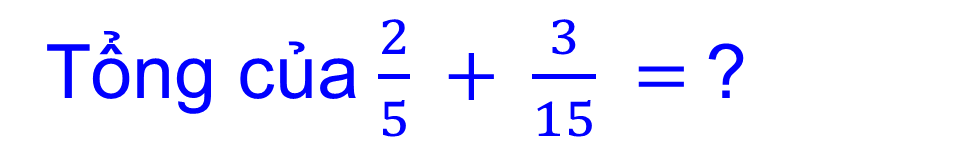 Tổng của 2/5 + 3/15 = ?